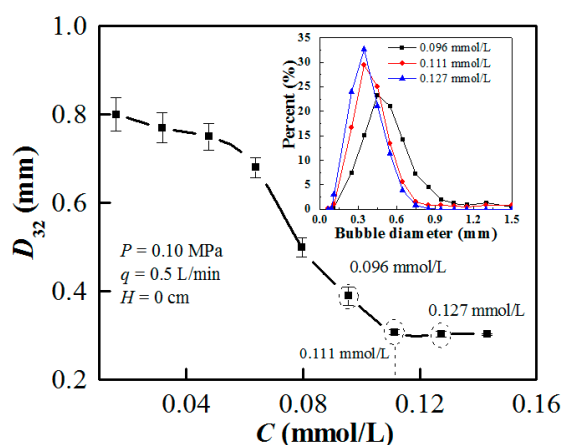 1.0
0.8
0.6
0.4
0.2
D32 (mm)
0.04
0.08
0.12
0.16
C (mmol/L)
P = 0.10 MPa
q = 0.5 L/min
H = 0 cm
0.096 mmol/L
0.127 mmol/L
0.111 mmol/L
35
30
25
20
15
10
5
0
Percent (%)
0.096 mmol/L
0.111 mmol/L
0.127 mmol/L
0.0
0.3
0.6
0.9
1.2
1.5
Bubble diameter (mm)